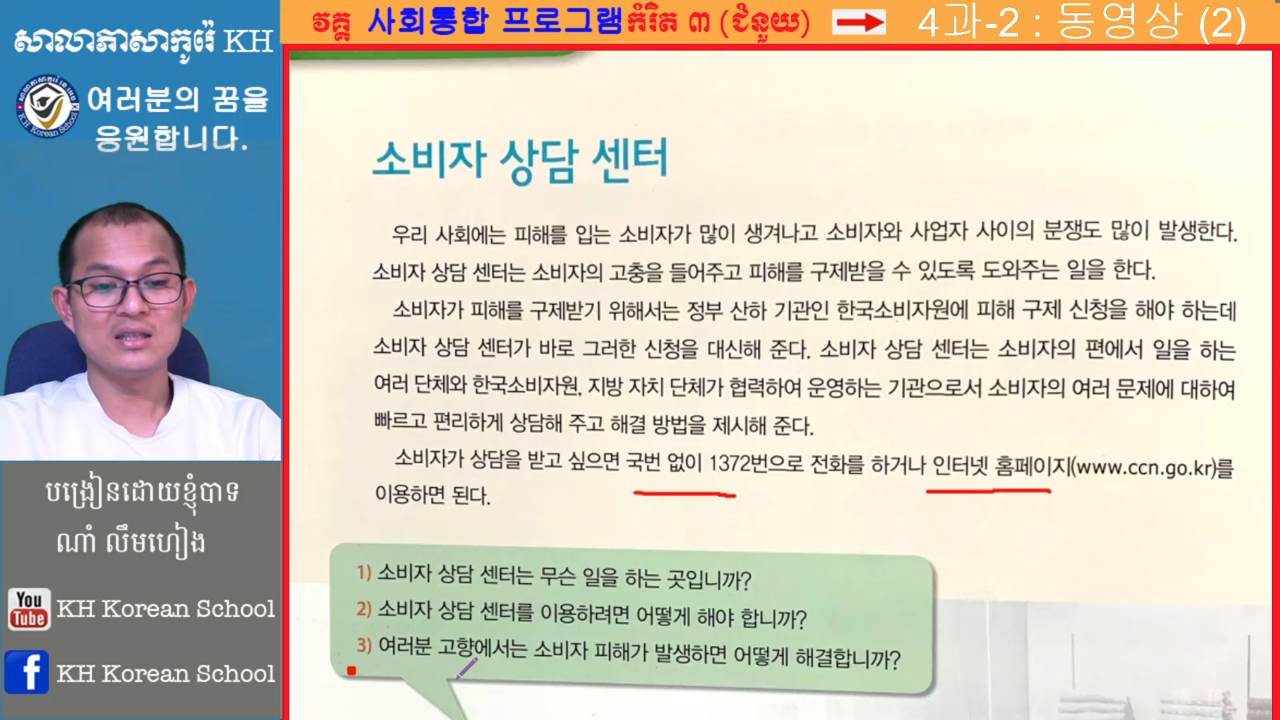 សាលាភាសាកូរ៉េ KH
여러분의 꿈을
응원합니다.
KH Korean School
វគ្គ 사회통합 프로그램 កំរិត ៣ (ជំនួយ)
4과-2 : 동영상 (2)
소비자 상담 센터
우리 사회에는 피해를 입는 소비자가 많이 생겨나고 소비자와 사업자 사이의 분쟁도 많이 발생한다.
소비자 상담 센터는 소비자의 고충을 들어주고 피해를 구제받을 수 있도록 도와주는 일을 한다.
소비자가 피해를 구제받기 위해서는 정부 산하 기관인 한국소비자원에 피해 구제 신청을 해야 하는데
소비자 상담 센터가 바로 그러한 신청을 대신해 준다. 소비자 상담 센터는 소비자의 편에서 일을 하는
여러 단체와 한국소비자원, 지방 자치 단체가 협력하여 운영하는 기관으로서 소비자의 여러 문제에 대하여
빠르고 편리하게 상담해 주고 해결 방법을 제시해 준다.
소비자가 상담을 받고 싶으면 국번 없이 1372번으로 전화를 하거나 인터넷 홈페이지(www.ccn.go.kr)를
이용하면 된다.
1) 소비자 상담 센터는 무슨 일을 하는 곳입니까?
2) 소비자 상담 센터를 이용하려면 어떻게 해야 합니까?
3) 여러분 고향에서는 소비자 피해가 발생하면 어떻게 해결합니까?
បង្រៀនដោយខ្ញុំបាទ
ណាំ លឹមហៀង
You Tube KH Korean School
f KH Korean School